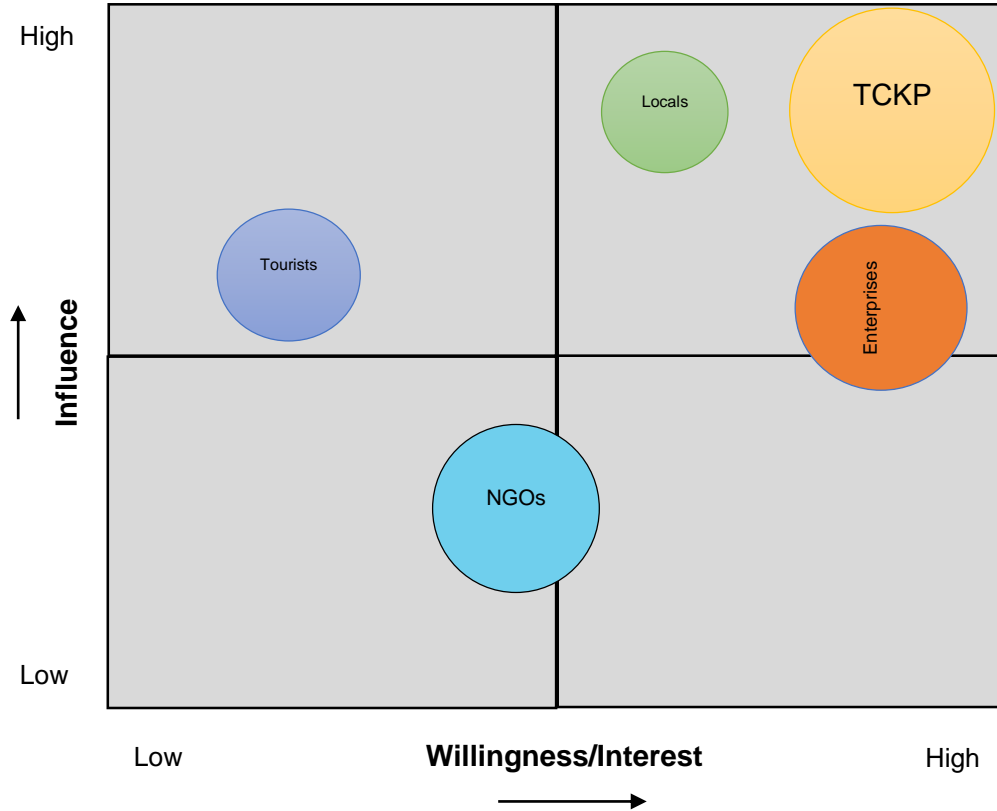 High
Locals
TCKP
Tourists
Enterprises
Influence
NGOs
Low
Low
Willingness/Interest
High